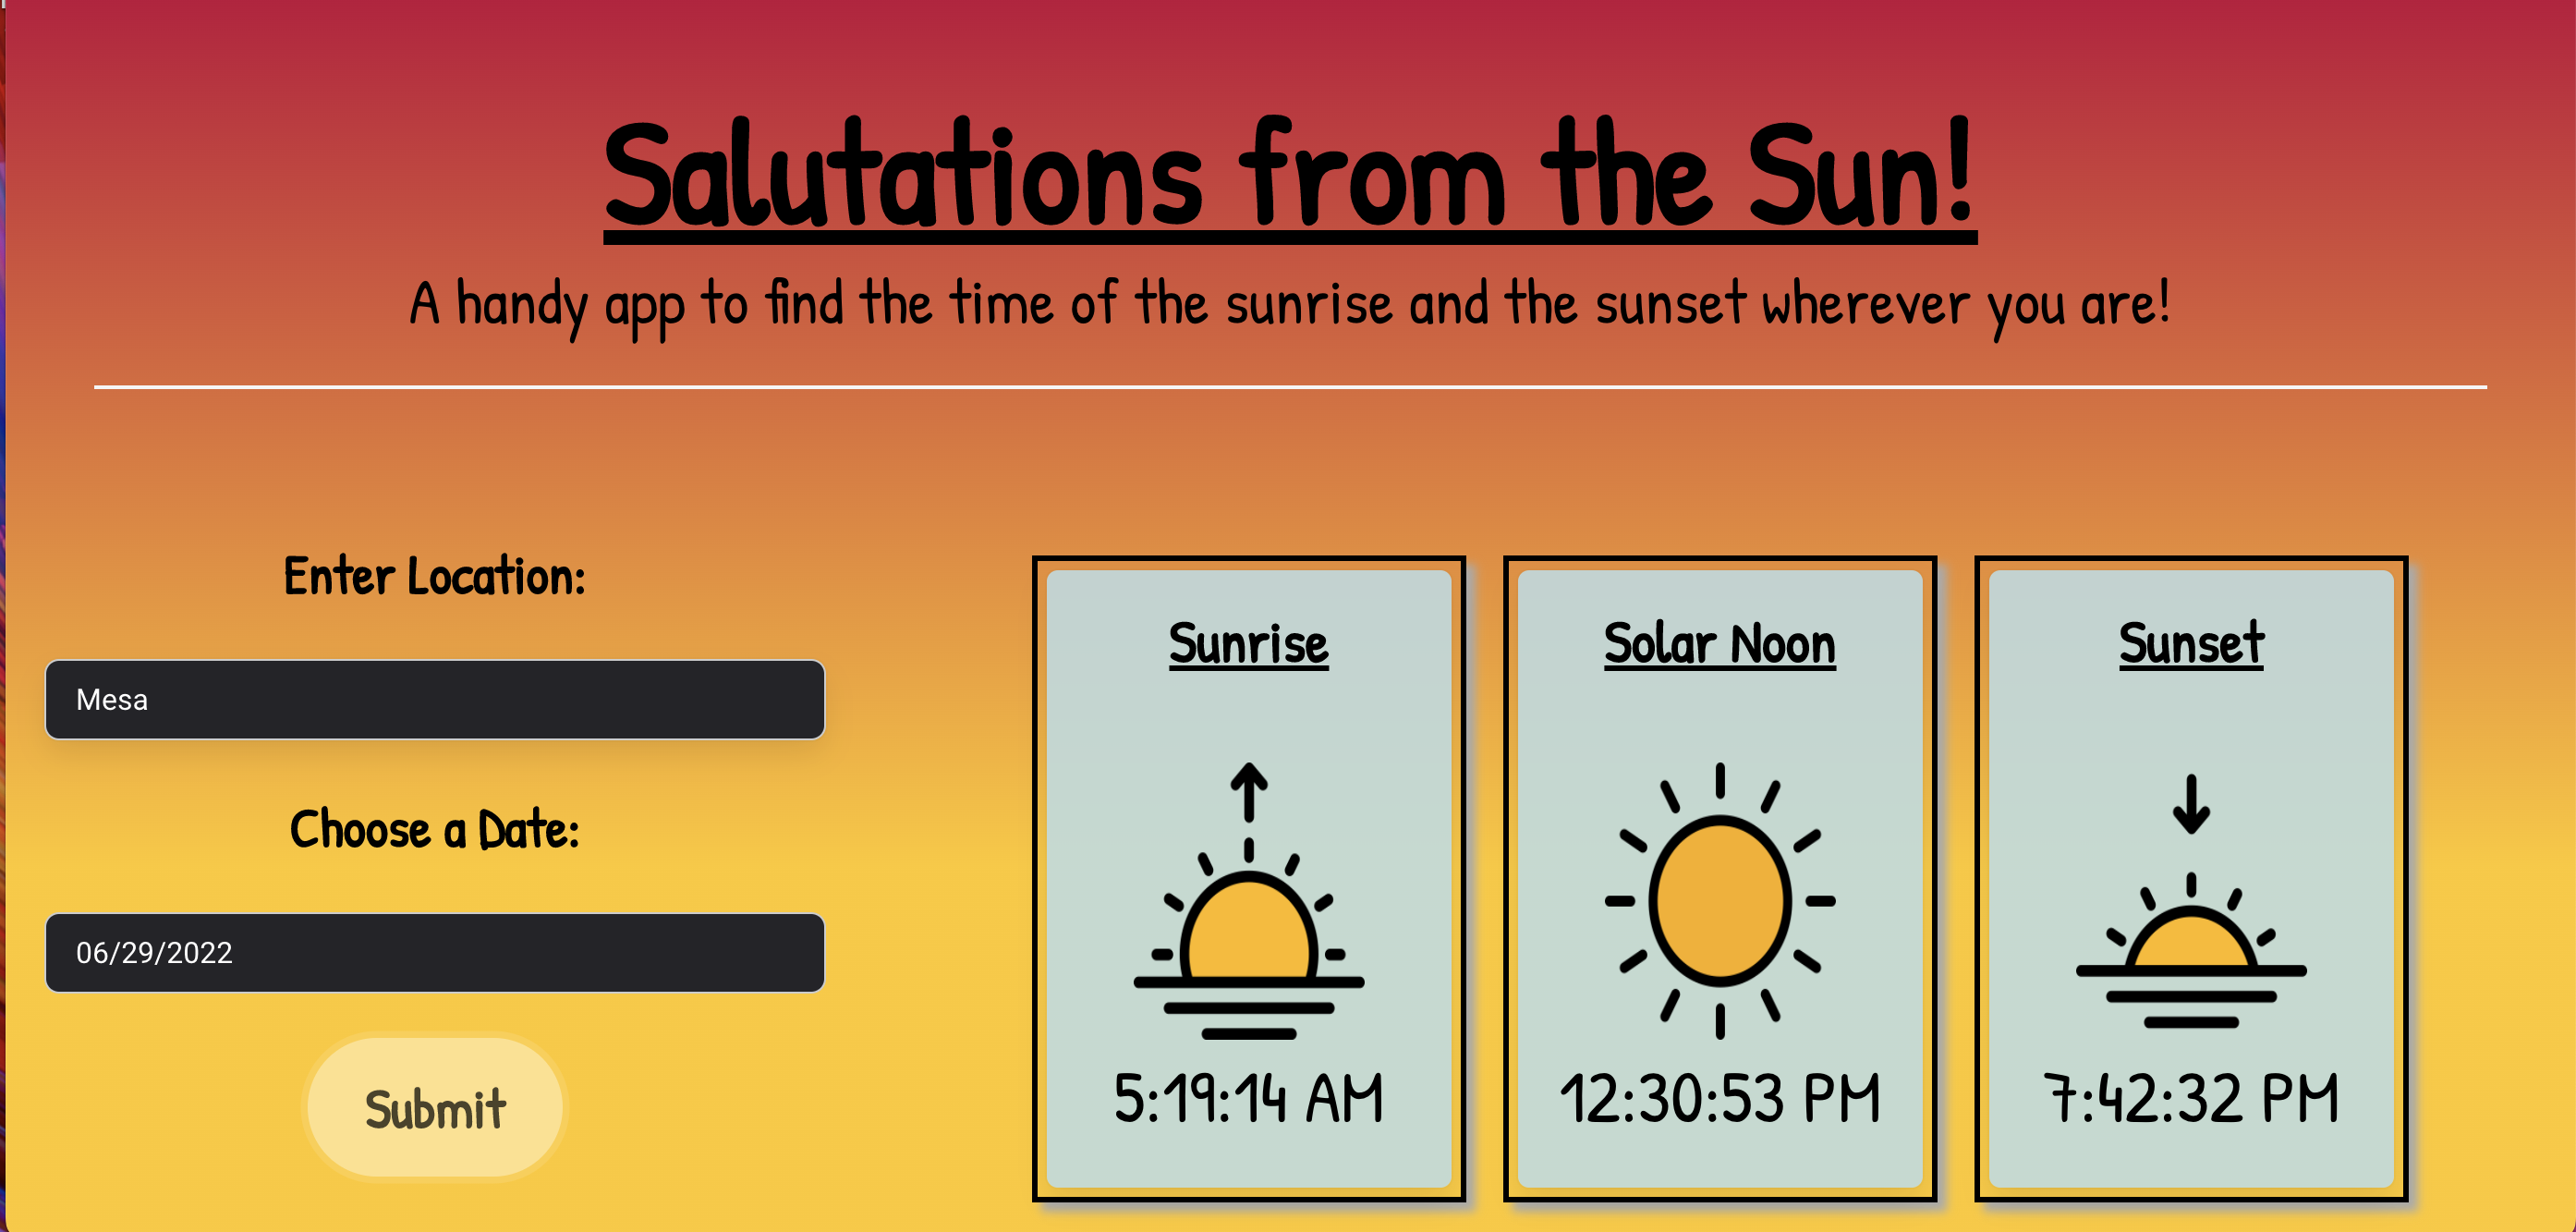 Salutations from the Sun!
A handy app to find the time of the sunrise and the sunset wherever you are!
Enter Location:
Mesa
Choose a Date:
06/29/2022
Submit
Sunrise
5:19:14 AM
Solar Noon
12:30:53 PM
Sunset
7:42:32 PM